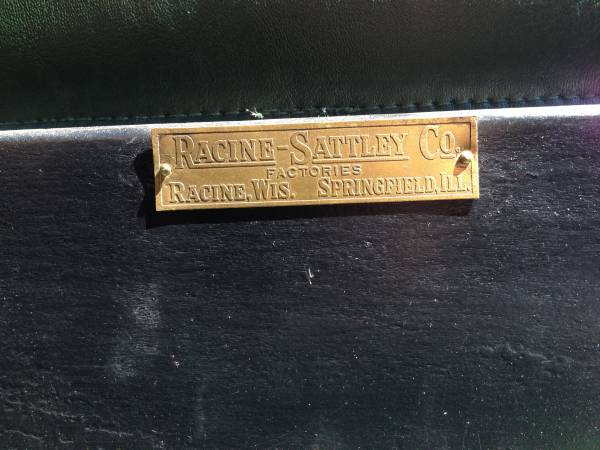 RACINE-SATTLEY CO.
FACTORIES
RACINE, WIS. SPRINGFIELD, ILL.